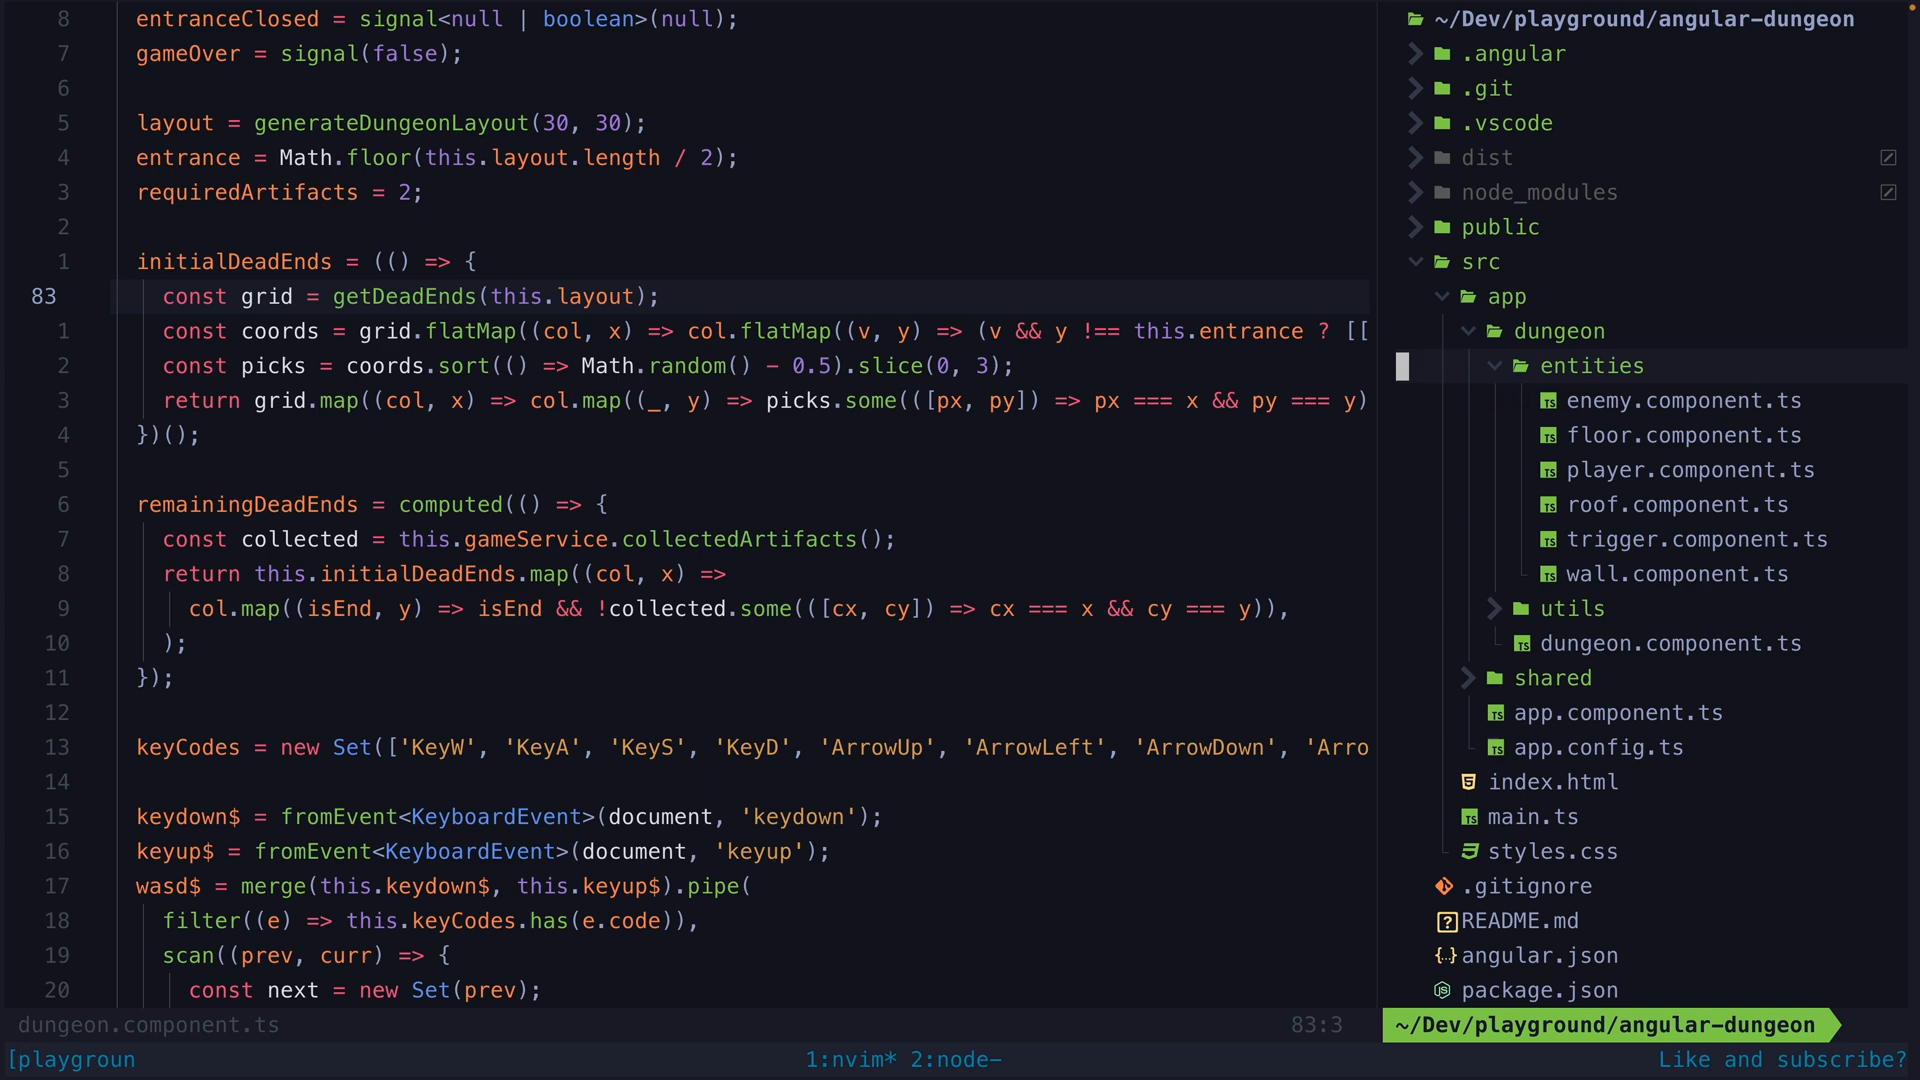 8 entranceClosed = signal<null | boolean>(null);
7 gameOver = signal(false);
6
5 layout = generateDungeonLayout(30, 30);
4 entrance = Math.floor(this.layout.length / 2);
3 requiredArtifacts = 2;
2
1 initialDeadEnds = (() => {
83 const grid = getDeadEnds(this.layout);
1 const coords = grid.flatMap((col, x) => col.flatMap((v, y) => (v && y !== this.entrance ? [[
2 const picks = coords.sort(() => Math.random() - 0.5).slice(0, 3);
3 return grid.map((col, x) => col.map((_, y) => picks.some(([px, py]) => px === x && py === y)
4 })();
5
6 remainingDeadEnds = computed(() => {
7 const collected = this.gameService.collectedArtifacts();
8 return this.initialDeadEnds.map((col, x) =>
9 col.map((isEnd, y) => isEnd && !collected.some(([cx, cy]) => cx === x && cy === y)),
10 );
11 });
12
13 keyCodes = new Set(['KeyW', 'KeyA', 'KeyS', 'KeyD', 'ArrowUp', 'ArrowLeft', 'ArrowDown', 'Arro
14
15 keydown$ = fromEvent<KeyboardEvent>(document, 'keydown');
16 keyup$ = fromEvent<KeyboardEvent>(document, 'keyup');
17 wasd$ = merge(this.keydown$, this.keyup$).pipe(
18 filter((e) => this.keyCodes.has(e.code)),
19 scan((prev, curr) => {
20 const next = new Set(prev);
dungeon.component.ts 83:3
~/Dev/playground/angular-dungeon
.angular
.git
.vscode
dist
node_modules
public
src
app
dungeon
entities
enemy.component.ts
floor.component.ts
player.component.ts
roof.component.ts
trigger.component.ts
wall.component.ts
utils
dungeon.component.ts
shared
app.component.ts
app.config.ts
index.html
main.ts
styles.css
.gitignore
README.md
angular.json
package.json
~/Dev/playground/angular-dungeon
[playgroun 1:nvim* 2:node- Like and subscribe?